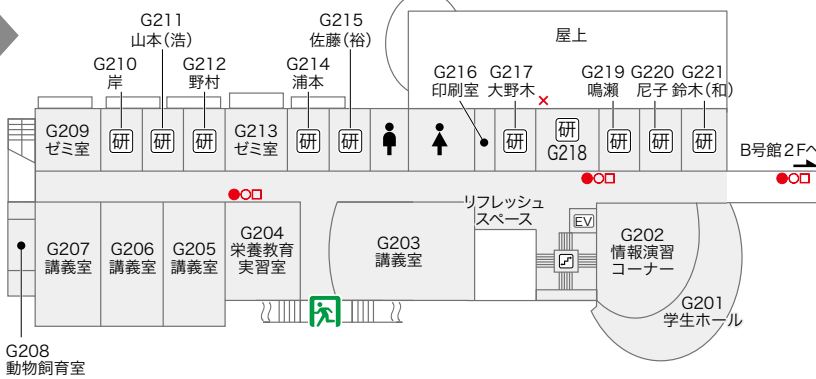 G211
山本（浩）
G215
佐藤（裕）
屋上
G210
岸
G212
野村
G214
浦本
G216
印刷室
G217
大野木
G219
鳴瀬
G220
尼子
G221
鈴木（和）
G209
ゼミ室
研
研
研
G213
ゼミ室
研
研
研
研
G218
研
研
研
B号館2Fへ
リフレッシュ
スペース
EV
G207
講義室
G206
講義室
G205
講義室
G204
栄養教育
実習室
G203
講義室
G202
情報演習
コーナー
G201
学生ホール
G208
動物飼育室